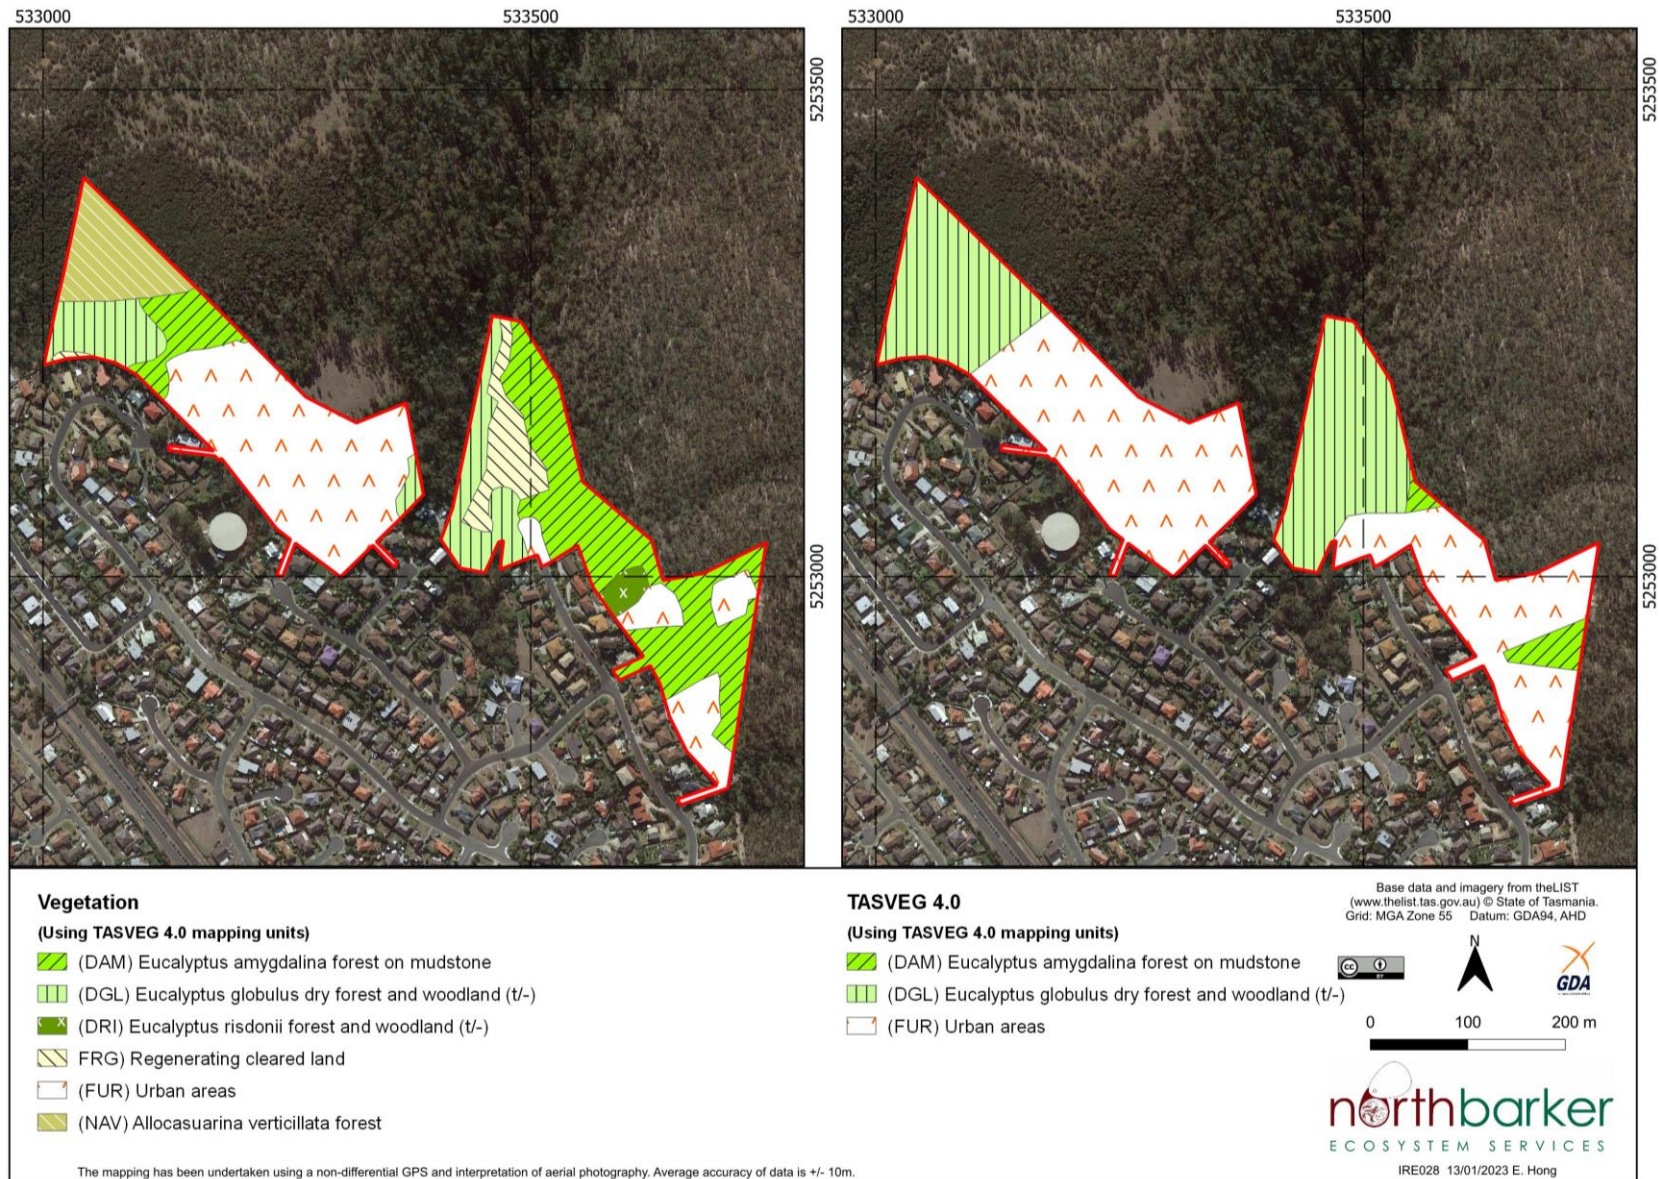 533000
533500
533000
533500
5253500
5253500
5253000
5253000
Vegetation
(Using TASVEG 4.0 mapping units)
(DAM) Eucalyptus amygdalina forest on mudstone
(DGL) Eucalyptus globulus dry forest and woodland (t/-)
(DRI) Eucalyptus risdonii forest and woodland (t/-)
FRG) Regenerating cleared land
(FUR) Urban areas
(NAV) Allocasuarina verticillata forest
The mapping has been undertaken using a non-differential GPS and interpretation of aerial photography. Average accuracy of data is +/- 10m.
TASVEG 4.0
(Using TASVEG 4.0 mapping units)
(DAM) Eucalyptus amygdalina forest on mudstone
(DGL) Eucalyptus globulus dry forest and woodland (t/-)
(FUR) Urban areas
Base data and imagery from theLIST
(www.thelist.tas.gov.au) © State of Tasmania.
Grid: MGA Zone 55 Datum: GDA94, AHD
cc
BY
N
GDA
0 100 200 m
northbarker
ECOSYSTEM SERVICES
IRE028 13/01/2023 E. Hong